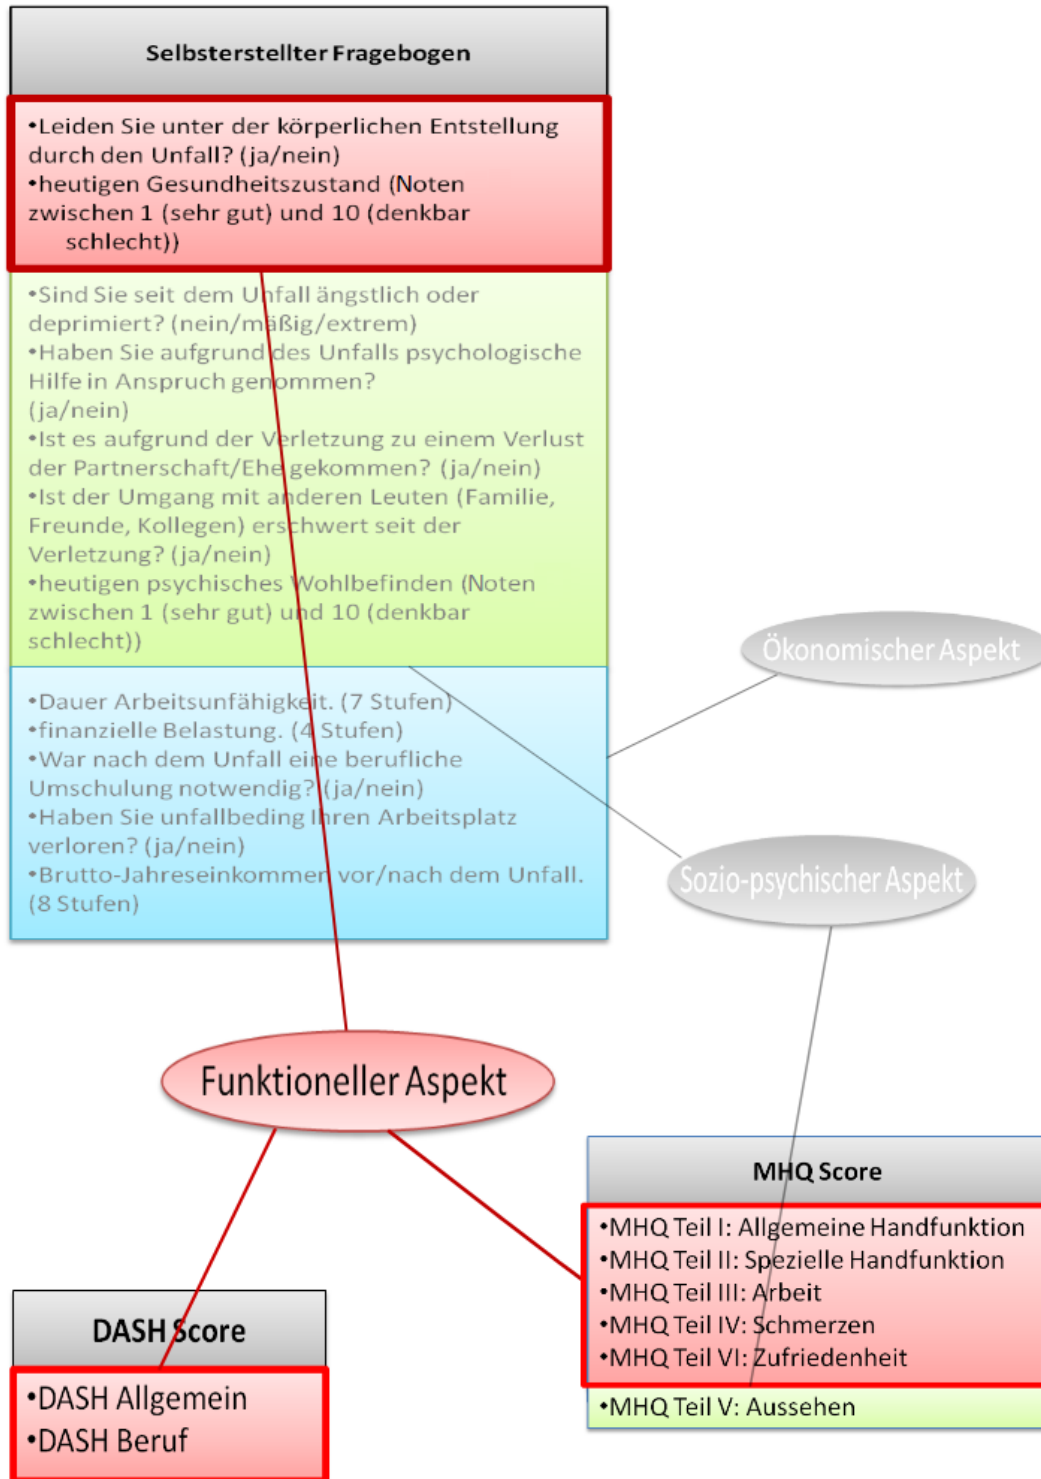 Selbsterstellter Fragebogen
•Leiden Sie unter der körperlichen Entstellung
durch den Unfall? (ja/nein)
•heutigen Gesundheitszustand (Noten
zwischen 1 (sehr gut) und 10 (denkbar
schlecht))
•Sind Sie seit dem Unfall ängstlich oder
deprimiert? (nein/mäßig/extrem)
•Haben Sie aufgrund des Unfalls psychologische
Hilfe in Anspruch genommen?
(ja/nein)
•Ist es aufgrund der Verletzung zu einem Verlust
der Partnerschaft/Ehe gekommen? (ja/nein)
•Ist der Umgang mit anderen Leuten (Familie,
Freunde, Kollegen) erschwert seit der
Verletzung? (ja/nein)
•heutigen psychisches Wohlbefinden (Noten
zwischen 1 (sehr gut) und 10 (denkbar
schlecht))
•Dauer Arbeitsunfähigkeit. (7 Stufen)
•finanzielle Belastung. (4 Stufen)
•War nach dem Unfall eine berufliche
Umschulung notwendig? (ja/nein)
•Haben Sie unfallbeding Ihren Arbeitsplatz
verloren? (ja/nein)
•Brutto-Jahreseinkommen vor/nach dem Unfall.
(8 Stufen)
Ökonomischer Aspekt
Sozio-psychischer Aspekt
Funktioneller Aspekt
MHQ Score
•MHQ Teil I: Allgemeine Handfunktion
•MHQ Teil II: Spezielle Handfunktion
•MHQ Teil III: Arbeit
•MHQ Teil IV: Schmerzen
•MHQ Teil VI: Zufriedenheit
•MHQ Teil V: Aussehen
DASH Score
•DASH Allgemein
•DASH Beruf